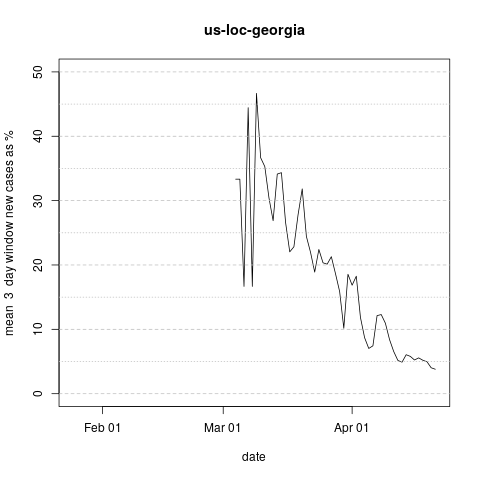 us-loc-georgia
mean 3 day window new cases as %
50
40
30
20
10
0
Feb 01
Mar 01
Apr 01
date